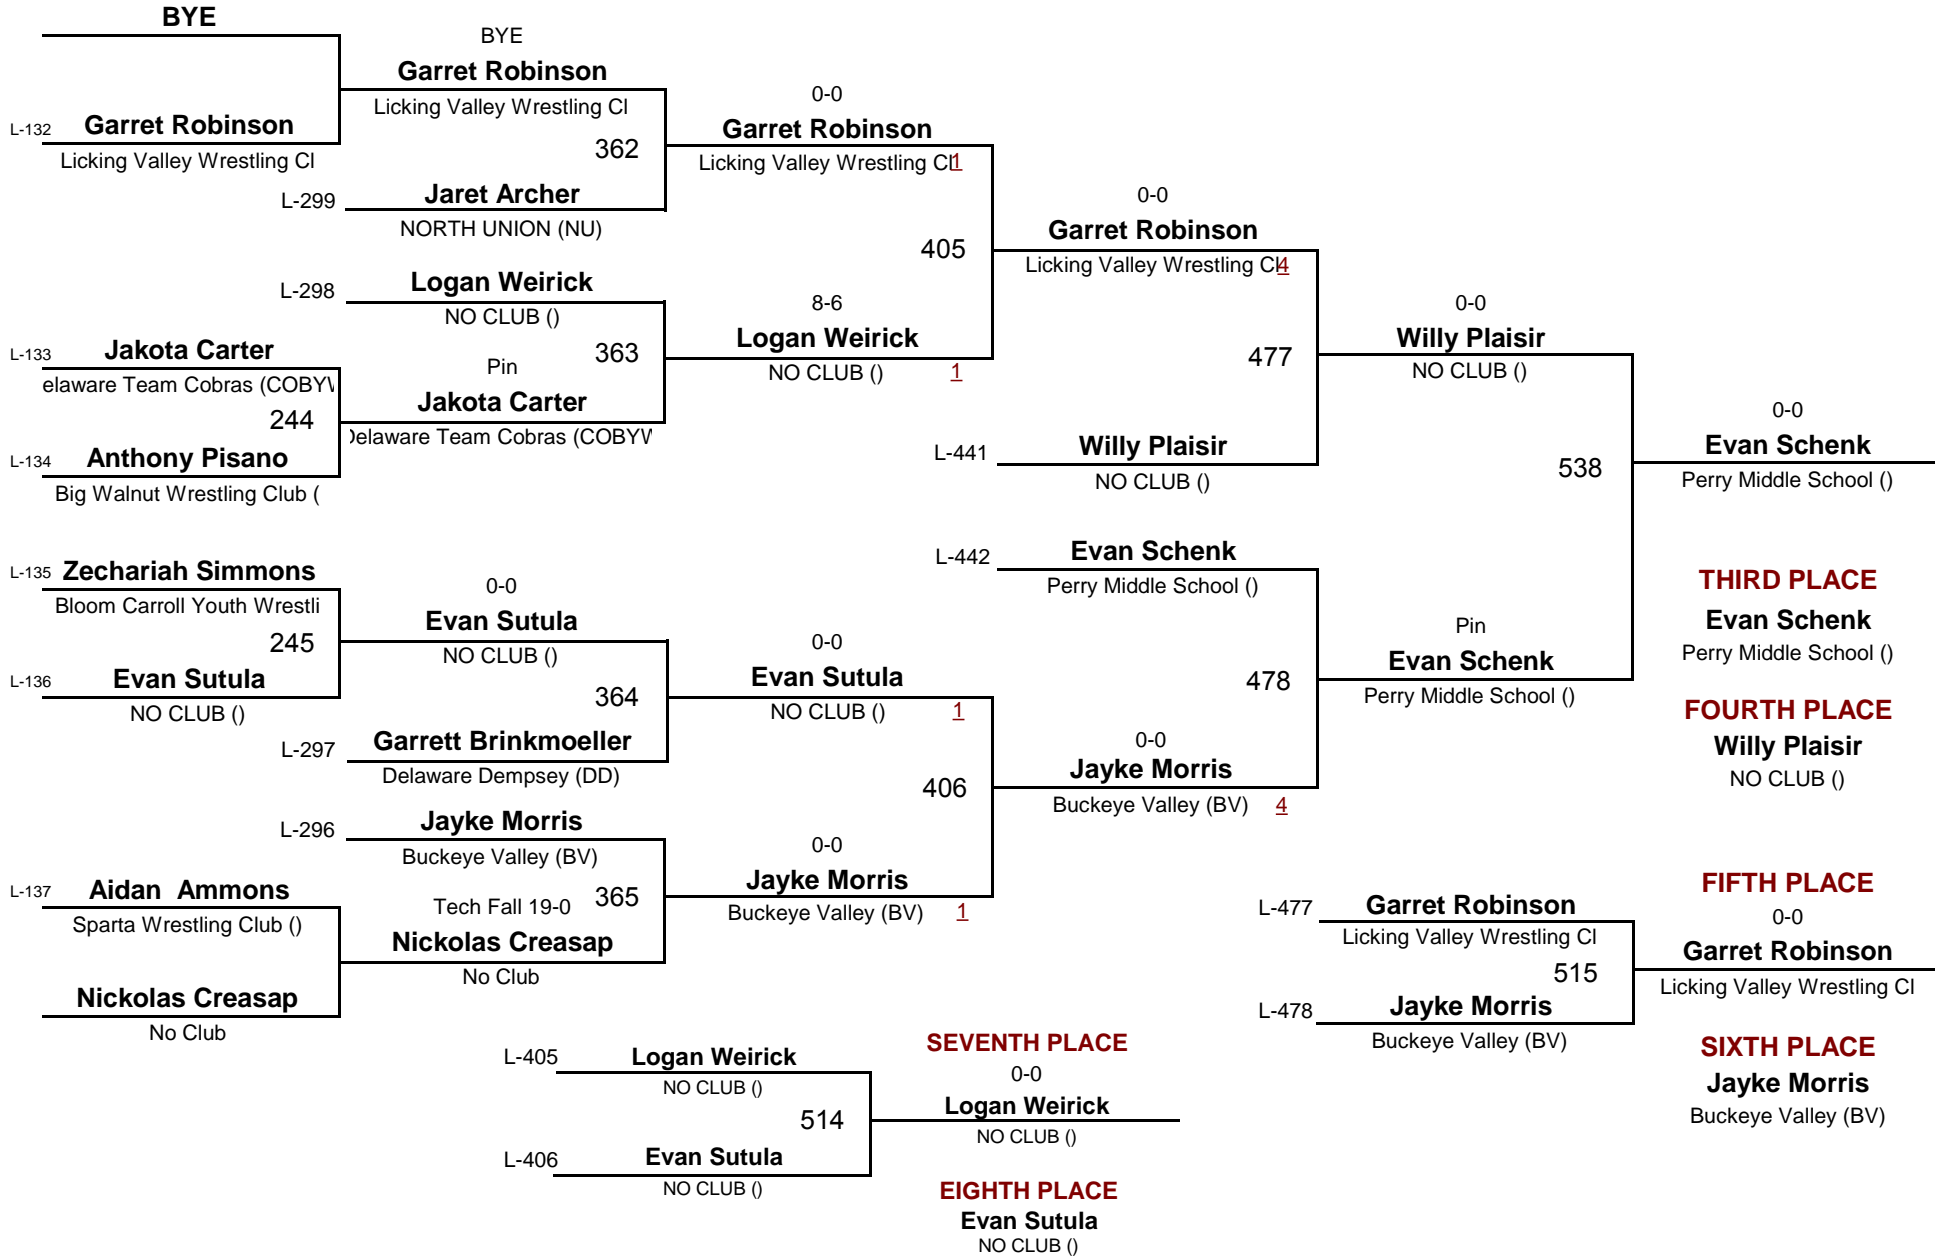 BYE
L-132 Garret Robinson
Licking Valley Wrestling Cl
L-133 Jakota Carter
elaware Team Cobras (COBYW
244
L-134 Anthony Pisano
Big Walnut Wrestling Club (
L-135 Zechariah Simmons
Bloom Carroll Youth Wrestli
245
L-136 Evan Sutula
NO CLUB ()
L-137 Aidan  Ammons
Sparta Wrestling Club ()
Nickolas Creasap
No Club
BYE
Garret Robinson
Licking Valley Wrestling Cl
362
L-299 Jaret Archer
NORTH UNION (NU)
L-298 Logan Weirick
NO CLUB ()
363
Pin
Jakota Carter
Delaware Team Cobras (COBYW
0-0
Evan Sutula
NO CLUB ()
364
L-297 Garrett Brinkmoeller
Delaware Dempsey (DD)
L-296 Jayke Morris
Buckeye Valley (BV)
365
Tech Fall 19-0
Nickolas Creasap
No Club
0-0
Garret Robinson
Licking Valley Wrestling Cl 1
405
8-6
Logan Weirick
NO CLUB () 1
0-0
Evan Sutula
NO CLUB () 1
406
0-0
Jayke Morris
Buckeye Valley (BV) 1
0-0
Garret Robinson
Licking Valley Wrestling Cl 4
477
L-441 Willy Plaisir
NO CLUB ()
L-442 Evan Schenk
Perry Middle School ()
478
0-0
Jayke Morris
Buckeye Valley (BV) 4
0-0
Willy Plaisir
NO CLUB ()
538
Pin
Evan Schenk
Perry Middle School ()
0-0
Evan Schenk
Perry Middle School ()
THIRD PLACE
Evan Schenk
Perry Middle School ()
FOURTH PLACE
Willy Plaisir
NO CLUB ()
L-477 Garret Robinson
Licking Valley Wrestling Cl
515
L-478 Jayke Morris
Buckeye Valley (BV)
FIFTH PLACE
0-0
Garret Robinson
Licking Valley Wrestling Cl
SIXTH PLACE
Jayke Morris
Buckeye Valley (BV)
L-405 Logan Weirick
NO CLUB ()
514
L-406 Evan Sutula
NO CLUB ()
SEVENTH PLACE
0-0
Logan Weirick
NO CLUB ()
EIGHTH PLACE
Evan Sutula
NO CLUB ()